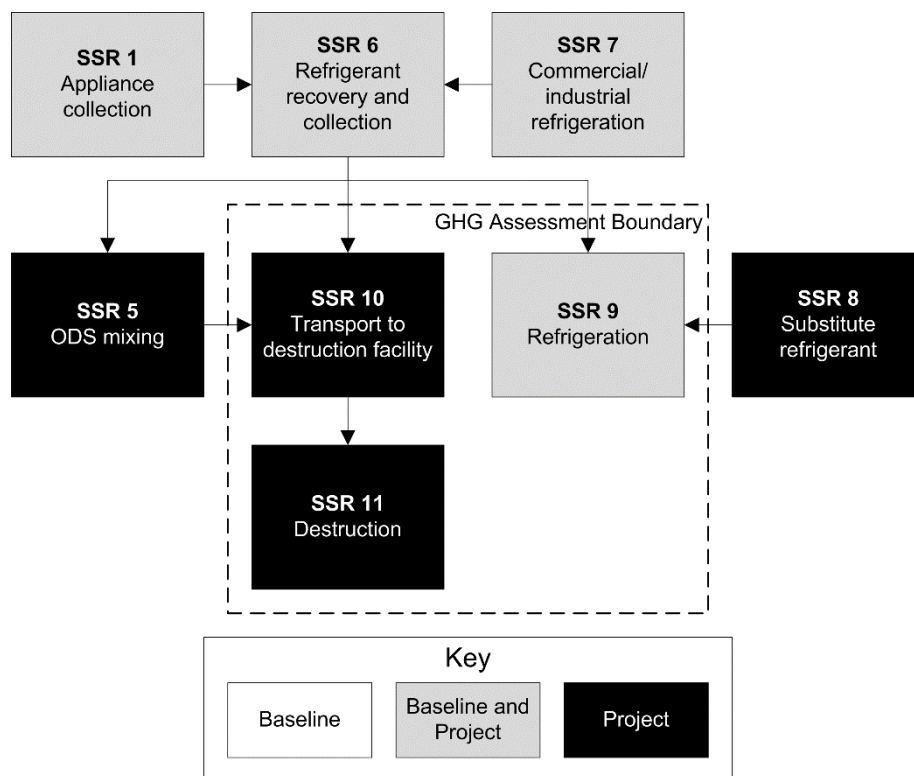 SSR 1
Appliance
collection
SSR 6
Refrigerant
recovery and
collection
SSR 7
Commercial/
industrial
refrigeration
GHG Assessment Boundary
SSR 5
ODS mixing
SSR 10
Transport to
destruction facility
SSR 9
Refrigeration
SSR 8
Substitute
refrigerant
SSR 11
Destruction
Key
Baseline
Baseline and
Project
Project